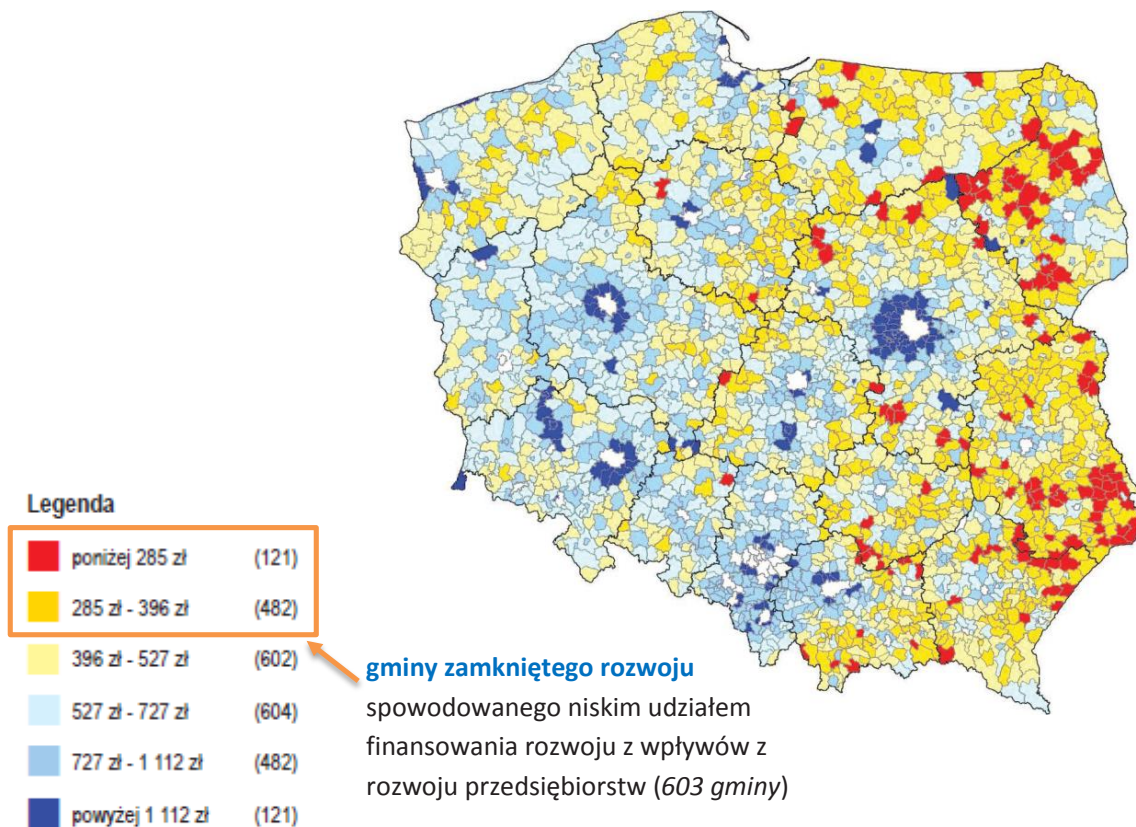 Legenda
poniżej 285 zł (121)
285 zł - 396 zł (482)
396 zł - 527 zł (602)
527 zł - 727 zł (604)
727 zł - 1 112 zł (482)
powyżej 1 112 zł (121)
gminy zamkniętego rozwoju
spowodowanego niskim udziałem
finansowania rozwoju z wpływów z
rozwoju przedsiębiorstw (603 gminy)